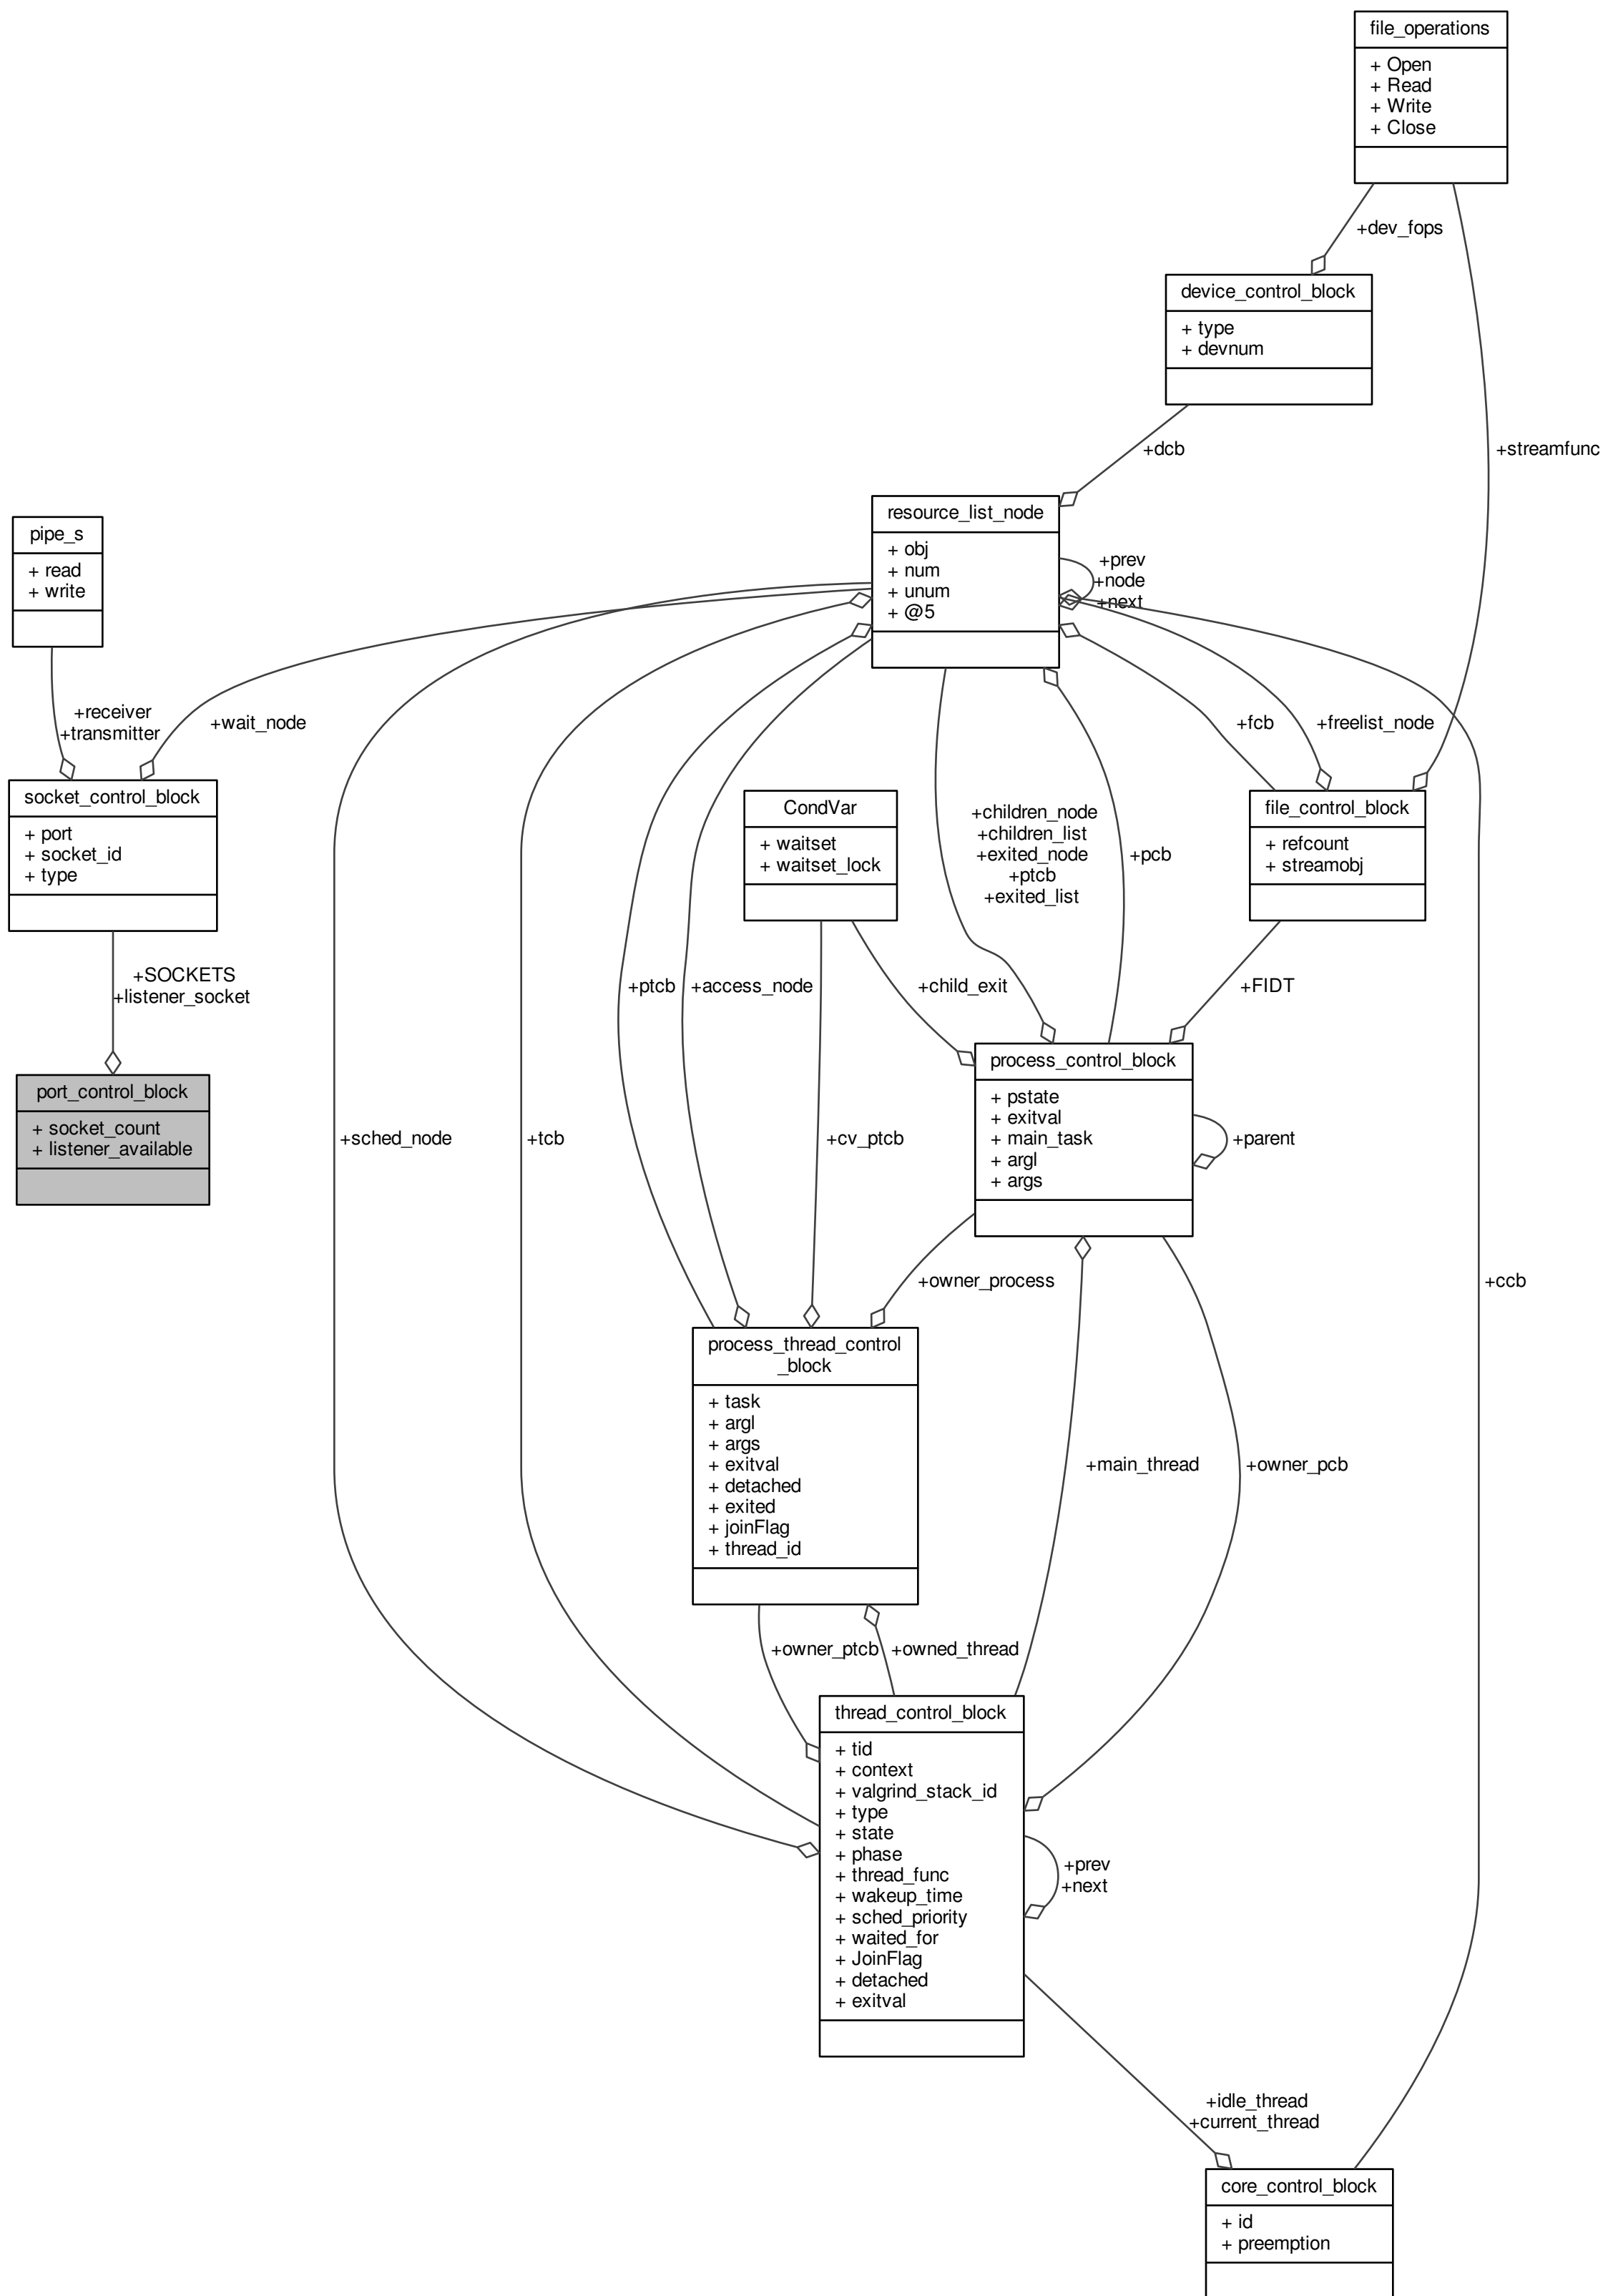 file_operations
+ Open
+ Read
+ Write
+ Close
+dev_fops
device_control_block
+ type
+ devnum
+dcb
+streamfunc
resource_list_node
+ obj
+ num
+ unum
+ @5
+prev
+node
+next
pipe_s
+ read
+ write
+receiver
+transmitter
+wait_node
+fcb
+freelist_node
socket_control_block
+ port
+ socket_id
+ type
CondVar
+ waitset
+ waitset_lock
+children_node
+children_list
+exited_node
+ptcb
+exited_list
+pcb
file_control_block
+ refcount
+ streamobj
+SOCKETS
+listener_socket
+ptcb
+access_node
+child_exit
+FIDT
port_control_block
+ socket_count
+ listener_available
+sched_node
+tcb
+cv_ptcb
process_control_block
+ pstate
+ exitval
+ main_task
+ argl
+ args
+parent
+owner_process
+ccb
process_thread_control
_block
+ task
+ argl
+ args
+ exitval
+ detached
+ exited
+ joinFlag
+ thread_id
+main_thread
+owner_pcb
+owner_ptcb
+owned_thread
thread_control_block
+ tid
+ context
+ valgrind_stack_id
+ type
+ state
+ phase
+ thread_func
+ wakeup_time
+ sched_priority
+ waited_for
+ JoinFlag
+ detached
+ exitval
+prev
+next
+idle_thread
+current_thread
core_control_block
+ id
+ preemption